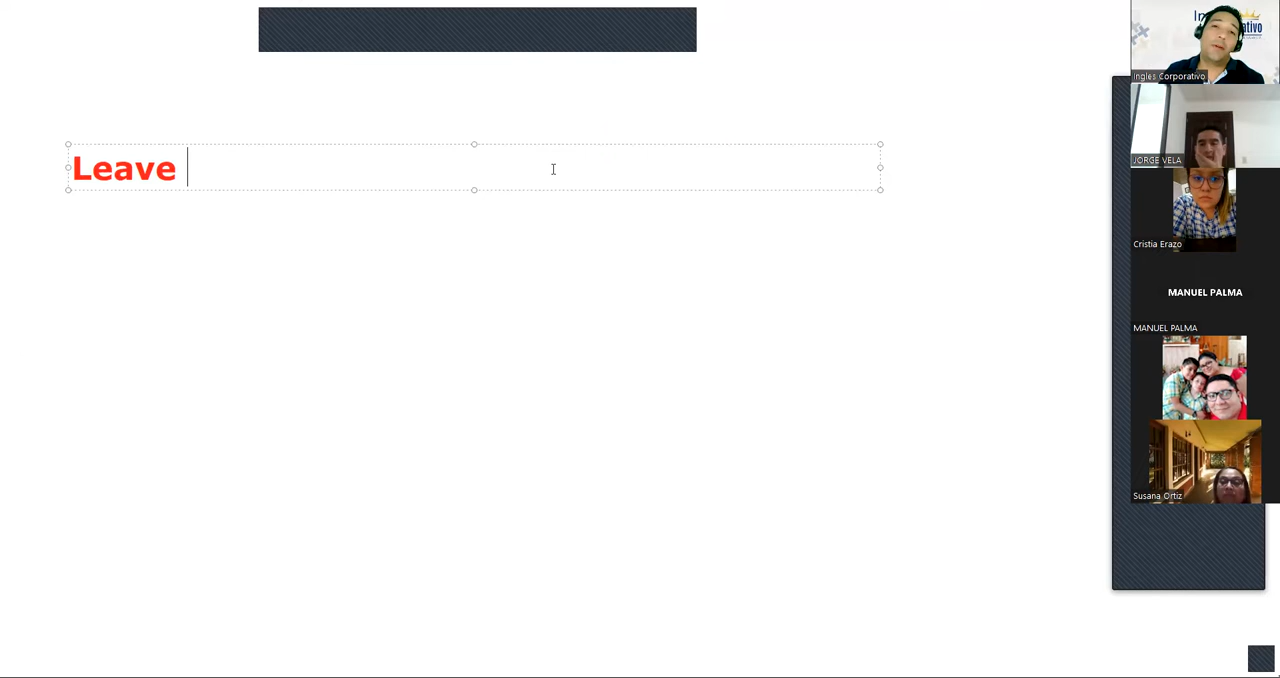 Leave
Ingles Corporativo
JORGE VELA
Cristia Erazo
MANUEL PALMA
MANUEL PALMA
Susana Ortiz